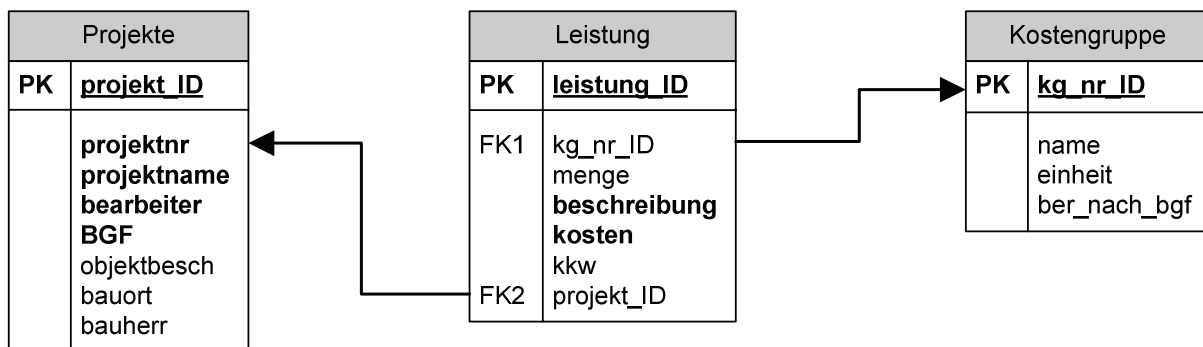 Projekte
PK projekt_ID
projektnr
projektname
bearbeiter
BGF
objektbesch
bauort
bauherr
Leistung
PK leistung_ID
FK1 kg_nr_ID
menge
beschreibung
kosten
kkw
FK2 projekt_ID
Kostengruppe
PK kg_nr_ID
name
einheit
ber_nach_bgf